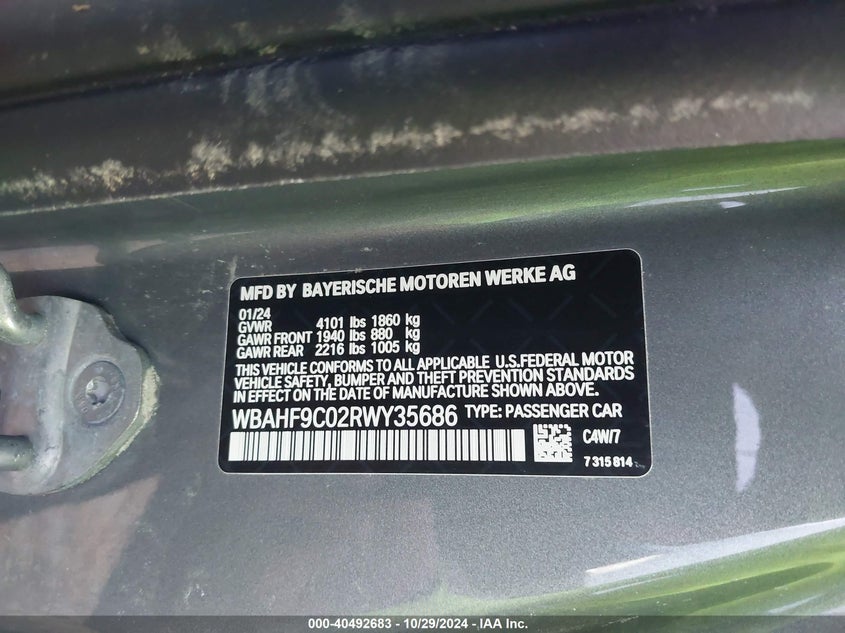 MFD BY BAYERISCHE MOTOREN WERKE AG
01/24
GVWR 4101 lbs 1860 kg
GAWR FRONT 1940 lbs 880 kg
GAWR REAR 2216 lbs 1005 kg
THIS VEHICLE CONFORMS TO ALL APPLICABLE U.S.FEDERAL MOTOR
VEHICLE SAFETY, BUMPER AND THEFT PREVENTION STANDARDS
IN EFFECT ON THE DATE OF MANUFACTURE SHOWN ABOVE.
WBAHF9C02RWY35686 TYPE: PASSENGER CAR
C4W/7
7 315 814
000-40492683 - 10/29/2024 - IAA Inc.